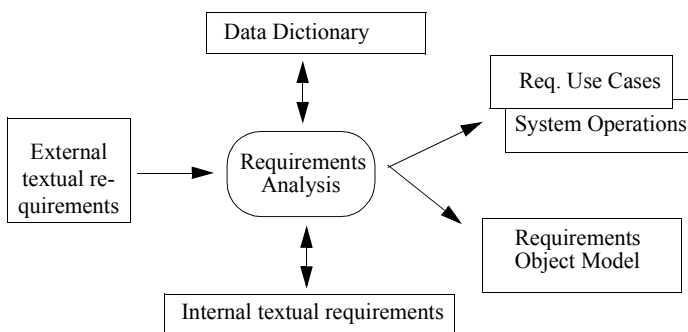 Data Dictionary
Req. Use Cases
System Operations
External
textual re-
quirements
Requirements
Analysis
Requirements
Object Model
Internal textual requirements